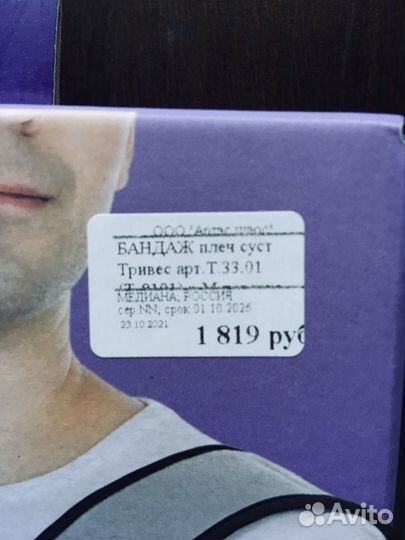 ООО "Антас плюс"
БАНДАЖ плеч суст
Тривес арт.Т.33.01
МЕДИАНА, РОССИЯ
сер.NN, срок 01.10.2026
23.10.2021
1 819 руб
Avito